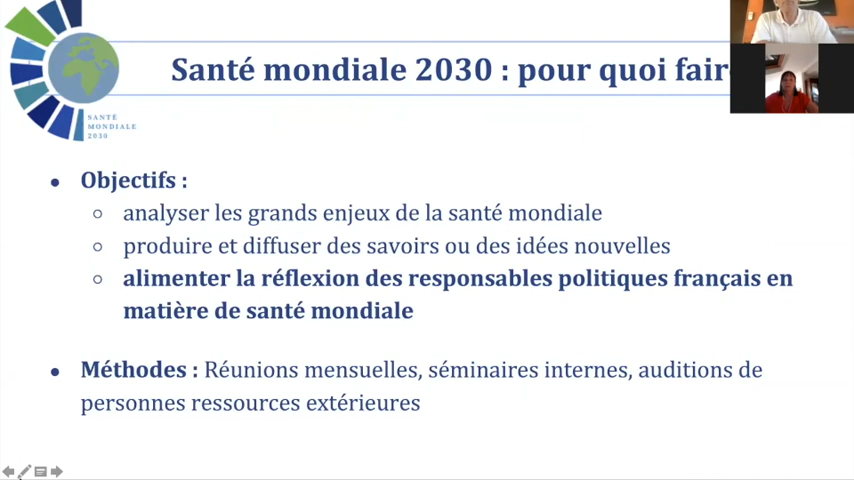 Santé mondiale 2030 : pour quoi fair
SANTÉ
MONDIALE
2030
Objectifs :
analyser les grands enjeux de la santé mondiale
produire et diffuser des savoirs ou des idées nouvelles
alimenter la réflexion des responsables politiques français en
matière de santé mondiale
Méthodes : Réunions mensuelles, séminaires internes, auditions de
personnes ressources extérieures